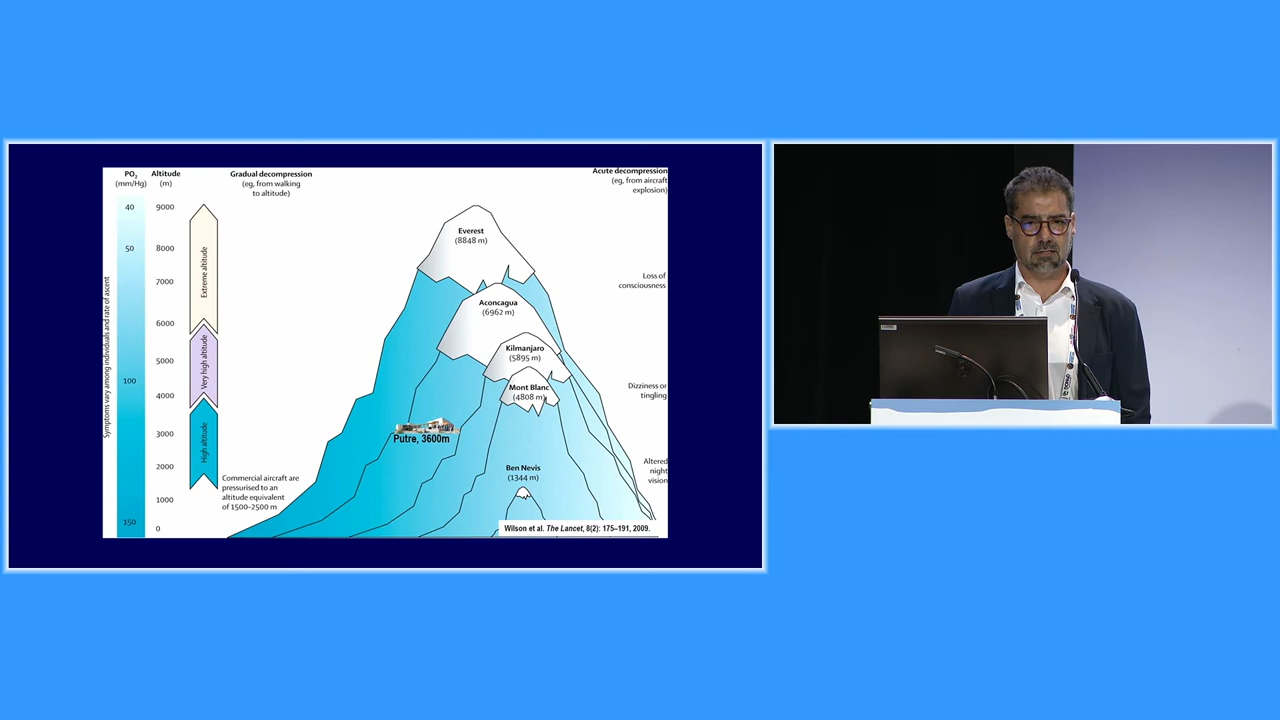 PO2
(mm/Hg)
Altitude
(m)
Gradual decompression
(eg, from walking
to altitude)
Acute decompression
(eg, from aircraft
explosion)
40
50
100
150
9000
8000
7000
6000
5000
4000
3000
2000
1000
0
Symptoms vary among individuals and rate of ascent
Extreme altitude
Very high altitude
High altitude
Everest
(8848 m)
Aconcagua
(6962 m)
Kilmanjaro
(5895 m)
Mont Blanc
(4808 m)
Putre, 3600m
Ben Nevis
(1344 m)
Loss of
consciousness
Dizziness or
tingling
Altered
night
vision
Commercial aircraft are
pressurised to an
altitude equivalent
of 1500–2500 m
Wilson et al. The Lancet, 8(2): 175–191, 2009.